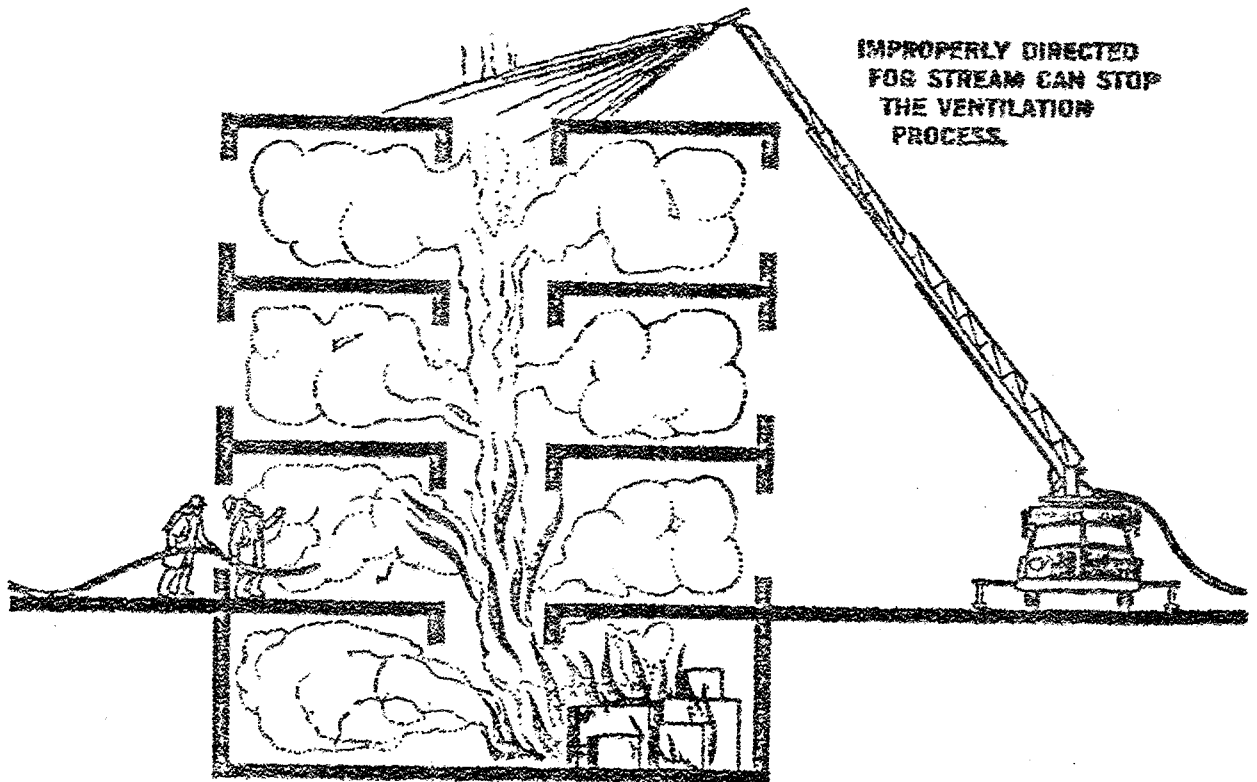 IMPROPERLY DIRECTED
FOG STREAM CAN STOP
THE VENTILATION
PROCESS.